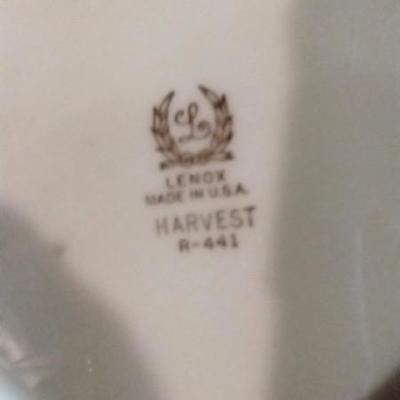 L
LENOX
MADE IN U.S.A.
HARVEST
R-441